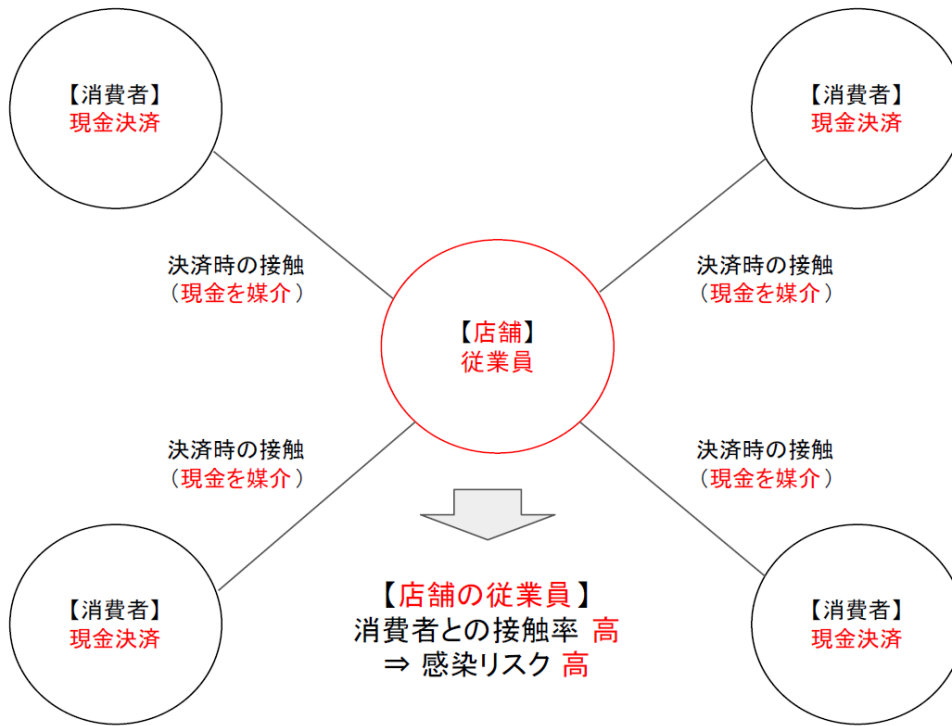 【消費者】
現金決済
【消費者】
現金決済
決済時の接触
（現金を媒介）
決済時の接触
（現金を媒介）
【店舗】
従業員
決済時の接触
（現金を媒介）
決済時の接触
（現金を媒介）
【消費者】
現金決済
【店舗の従業員】
消費者との接触率 高
⇒ 感染リスク 高
【消費者】
現金決済